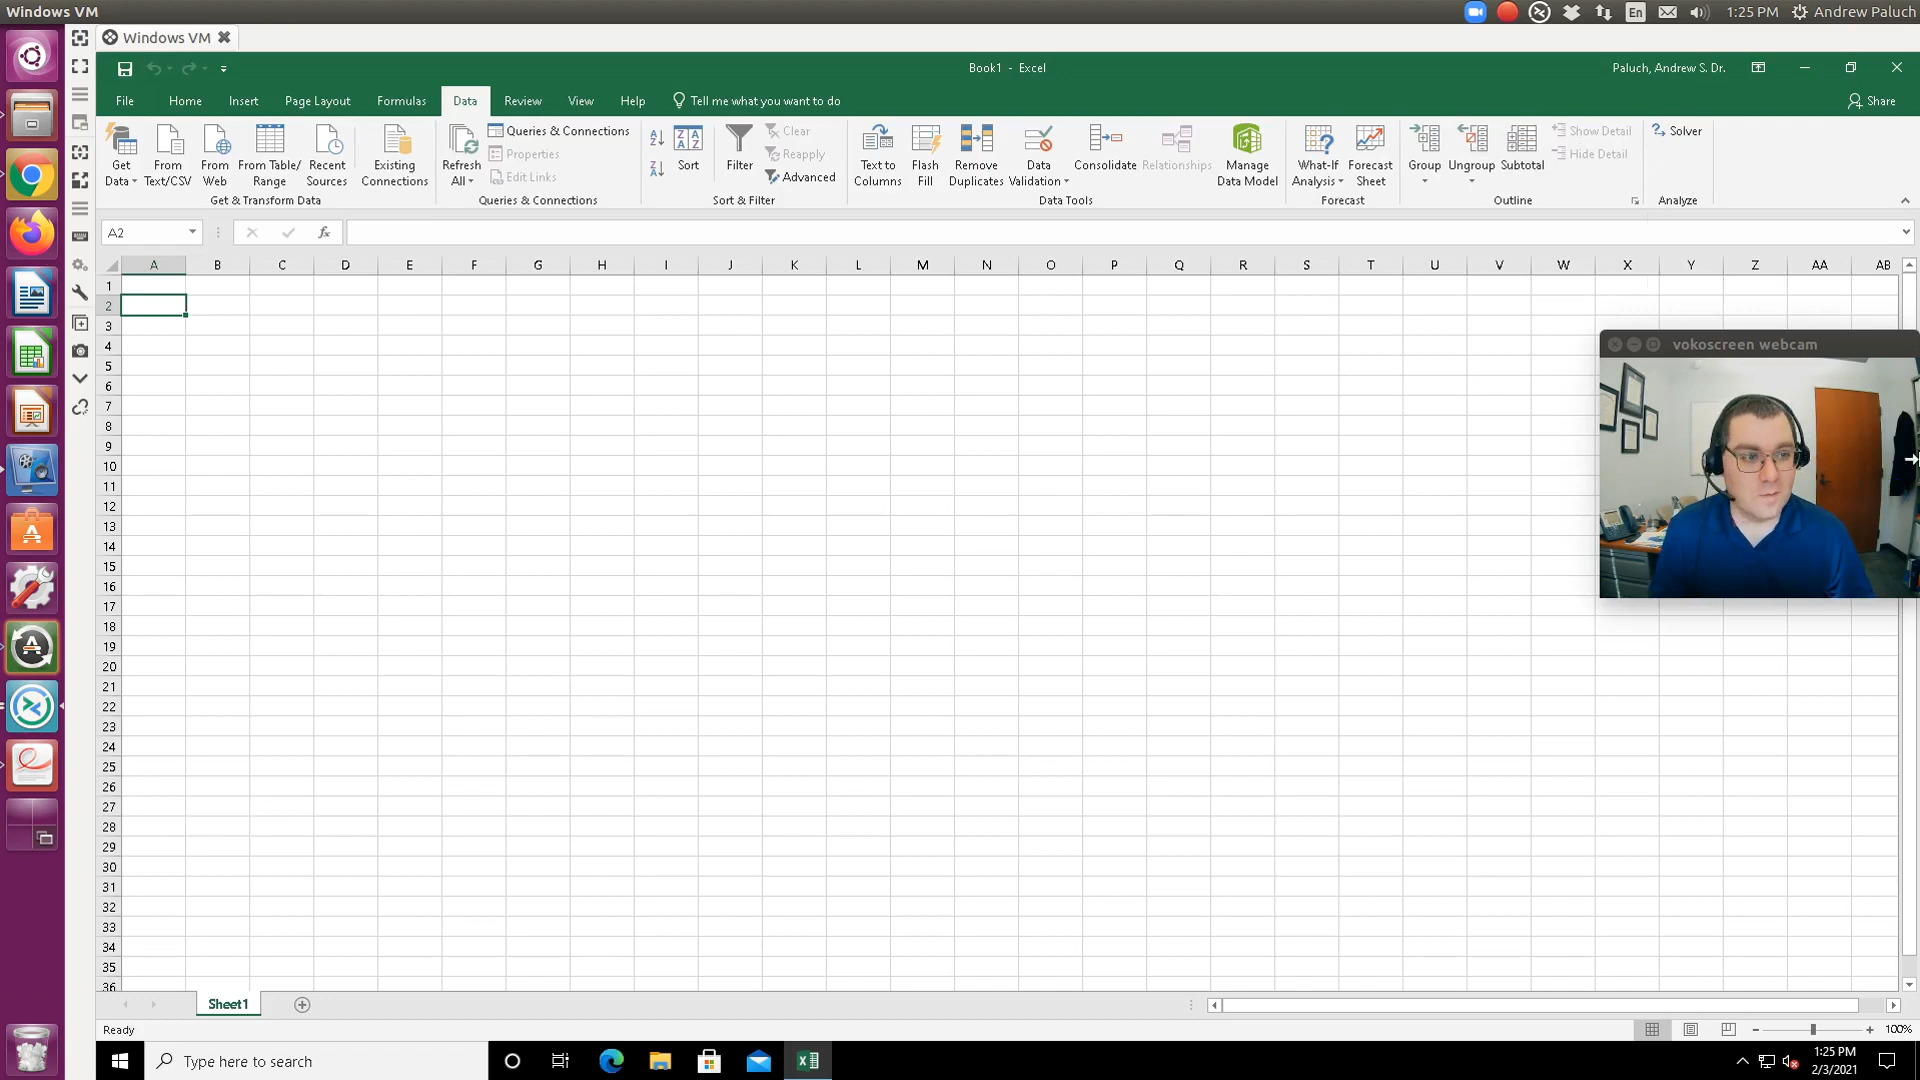 Windows VM
En
1:25 PM
Andrew Paluch
Windows VM
Book1 - Excel
Paluch, Andrew S. Dr.
File
Home
Insert
Page Layout
Formulas
Data
Review
View
Help
Tell me what you want to do
Share
Get Data
From Text/CSV
From Web
From Table/ Range
Recent Sources
Existing Connections
Get & Transform Data
Refresh All
Queries & Connections
Properties
Edit Links
Queries & Connections
Sort
Filter
Clear
Reapply
Advanced
Sort & Filter
Text to Columns
Flash Fill
Remove Duplicates
Data Validation
Consolidate
Relationships
Manage Data Model
Data Tools
What-If Analysis
Forecast Sheet
Forecast
Group
Ungroup
Subtotal
Show Detail
Hide Detail
Outline
Solver
Analyze
A2
fx
A B C D E F G H I J K L M N O P Q R S T U V W X Y Z AA AB
1
2
3
4
5
6
7
8
9
10
11
12
13
14
15
16
17
18
19
20
21
22
23
24
25
26
27
28
29
30
31
32
33
34
35
36
vokoscreen webcam
Sheet1
Ready
100%
Type here to search
1:25 PM
2/3/2021